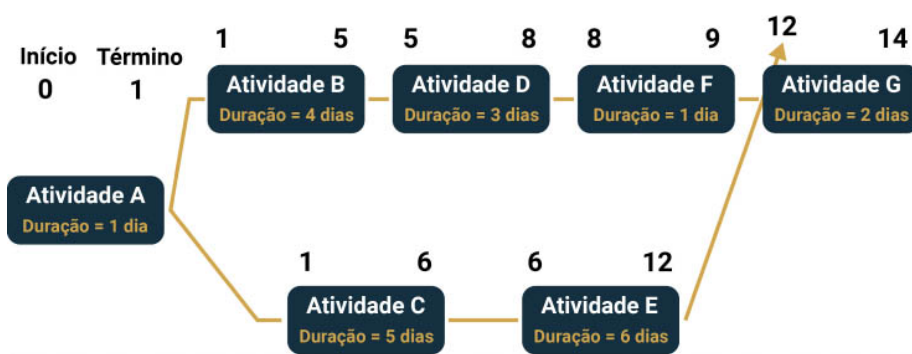 Início Término
0 1
1 5 5 8 8 9 12 14
Atividade B Atividade D Atividade F Atividade G
Duração = 4 dias Duração = 3 dias Duração = 1 dia Duração = 2 dias
Atividade A
Duração = 1 dia
1 6 6 12
Atividade C Atividade E
Duração = 5 dias Duração = 6 dias